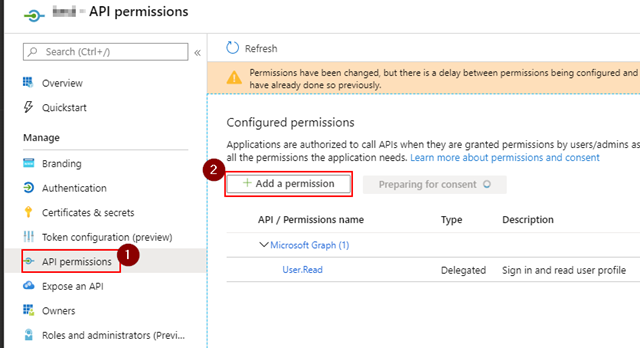 - API permissions
Search (Ctrl+/)
«
Refresh
Permissions have been changed, but there is a delay between permissions being configured and
have already done so previously.
Overview
Quickstart
Manage
Branding
Authentication
Certificates & secrets
Token configuration (preview)
API permissions
1
Expose an API
Owners
Roles and administrators (Previ...
Configured permissions
Applications are authorized to call APIs when they are granted permissions by users/admins as
all the permissions the application needs. Learn more about permissions and consent
2
+ Add a permission
Preparing for consent
API / Permissions name Type Description
Microsoft Graph (1)
User.Read Delegated Sign in and read user profile